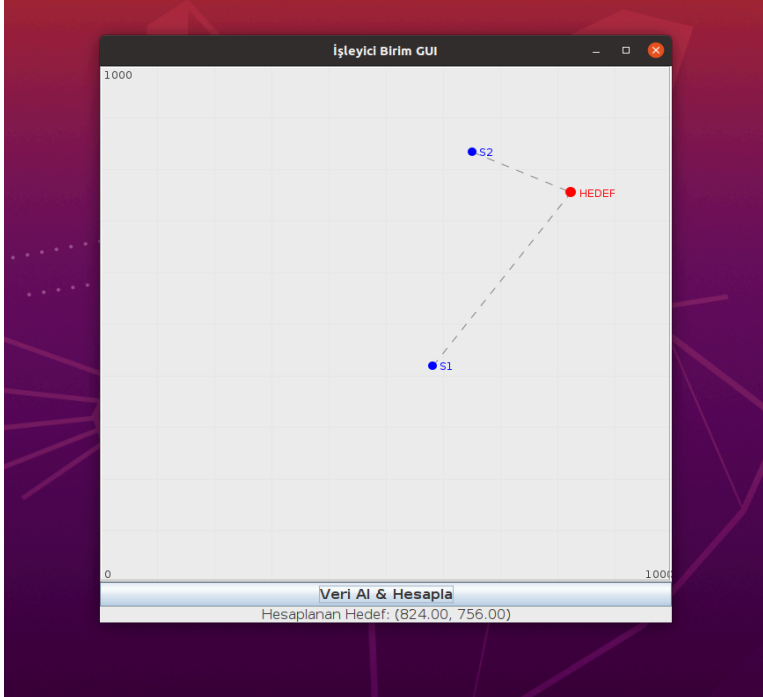 İşleyici Birim GUI
1000
S2
HEDEF
S1
0
1000
Veri Al & Hesapla
Hesaplanan Hedef: (824.00, 756.00)